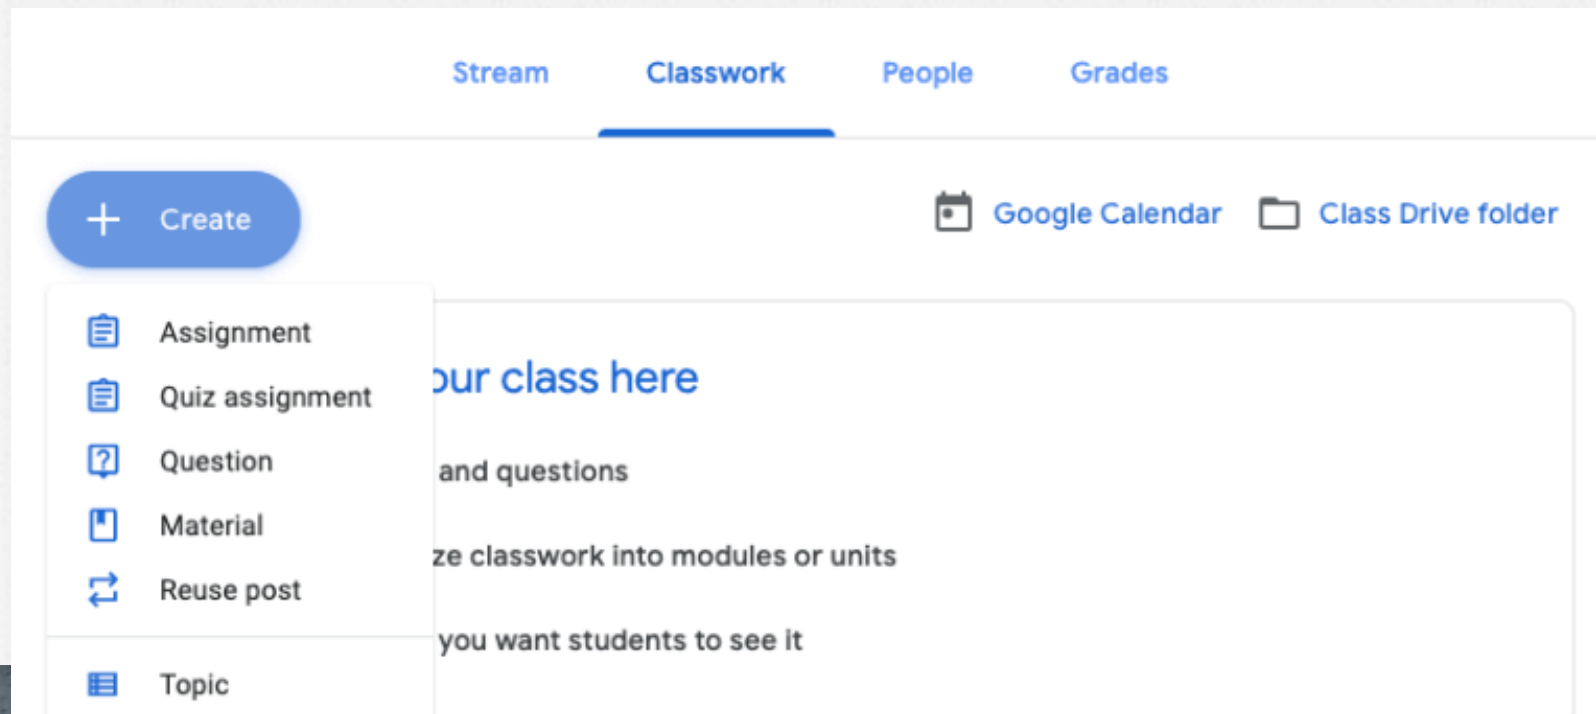 Stream Classwork People Grades
Create
Google Calendar Class Drive folder
Assignment
Quiz assignment
Question
Material
Reuse post
Topic
our class here
and questions
ze classwork into modules or units
you want students to see it